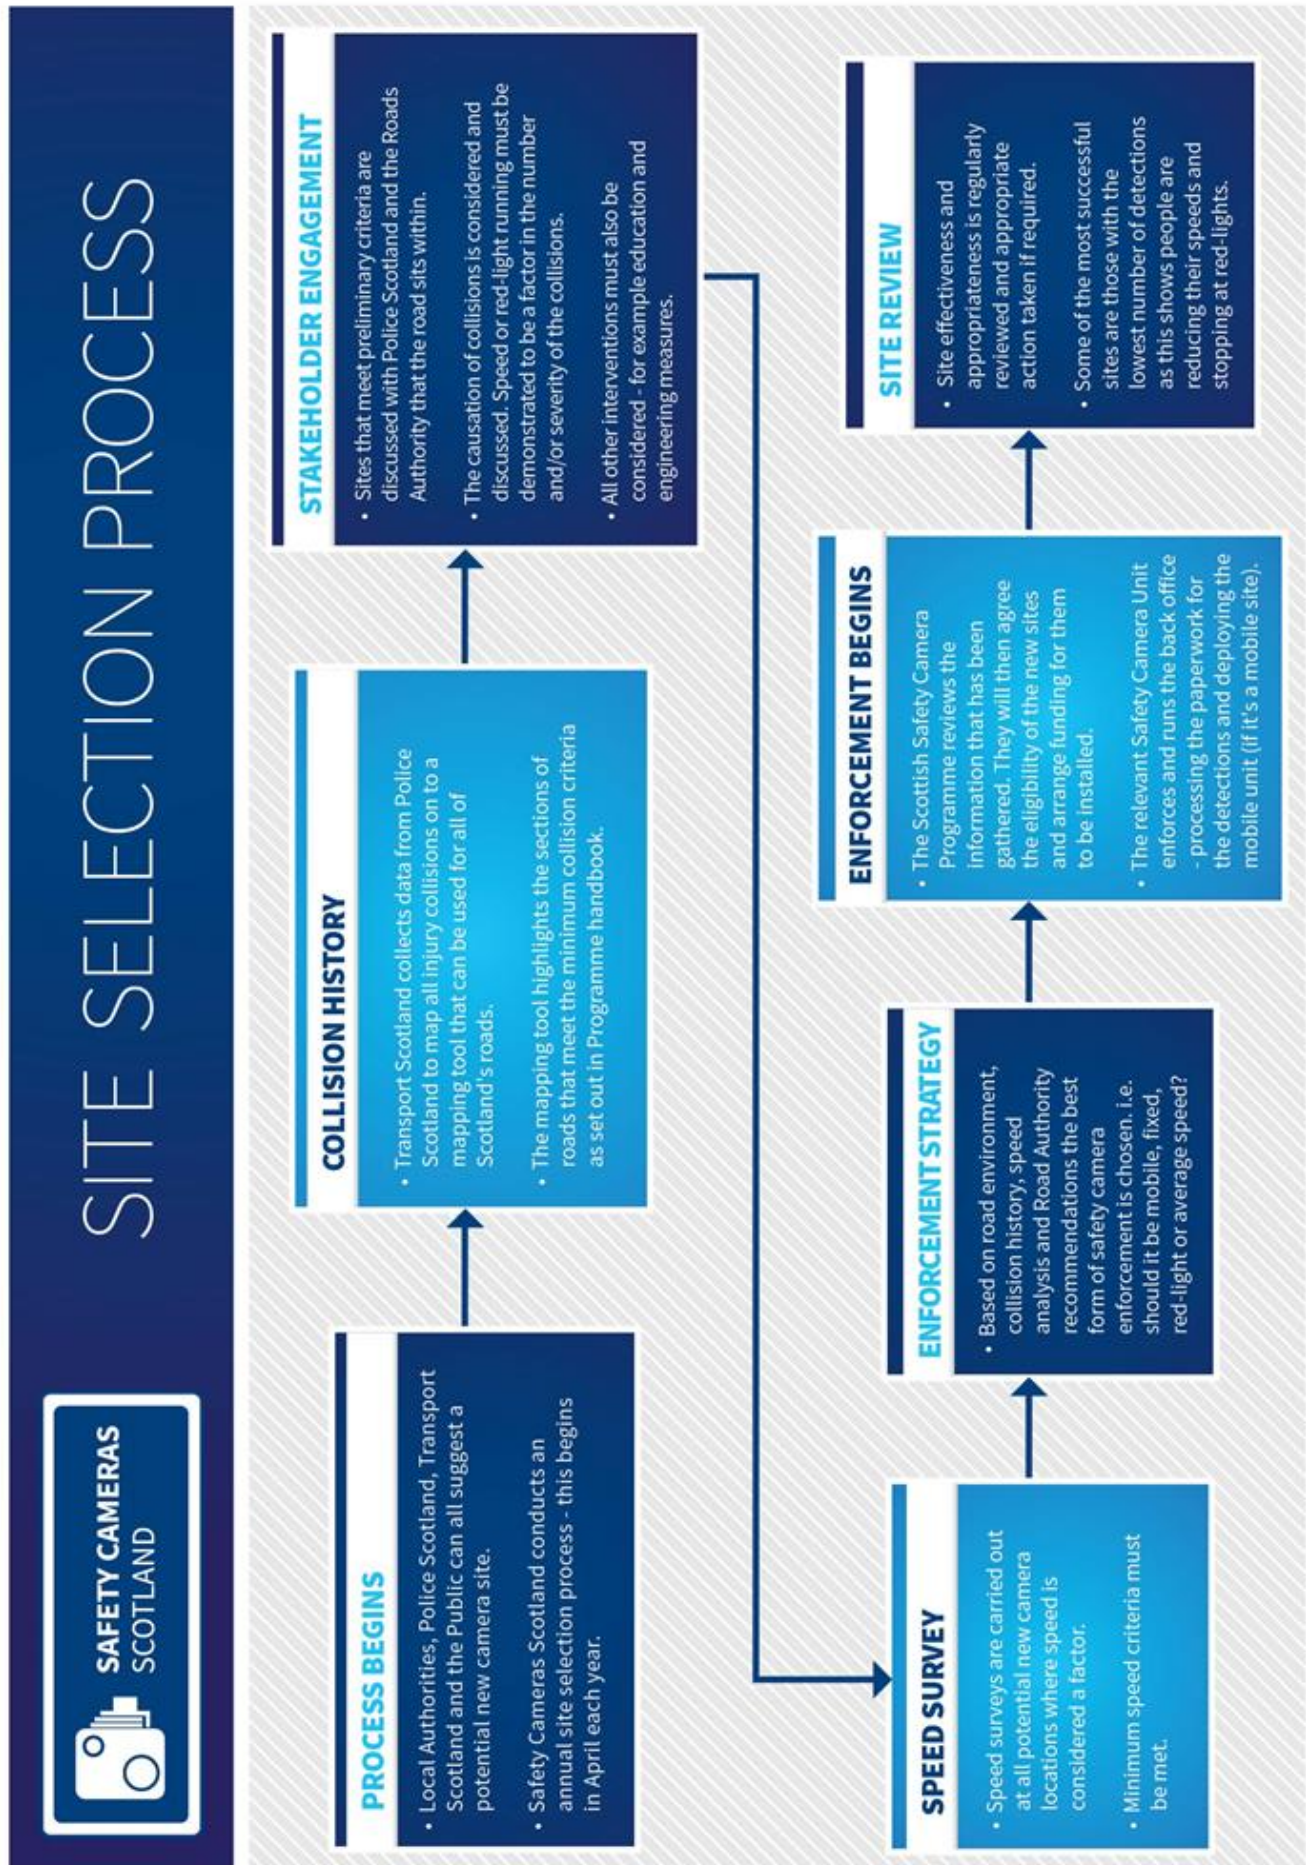 SAFETY CAMERAS
SCOTLAND
SITE SELECTION PROCESS
PROCESS BEGINS
• Local Authorities, Police Scotland, Transport
Scotland and the Public can all suggest a
potential new camera site.
• Safety Cameras Scotland conducts an
annual site selection process - this begins
in April each year.
COLLISION HISTORY
• Transport Scotland collects data from Police
Scotland to map all injury collisions on to a
mapping tool that can be used for all of
Scotland's roads.
• The mapping tool highlights the sections of
roads that meet the minimum collision criteria
as set out in Programme handbook.
STAKEHOLDER ENGAGEMENT
• Sites that meet preliminary criteria are
discussed with Police Scotland and the Roads
Authority that the road sits within.
• The causation of collisions is considered and
discussed. Speed or red-light running must be
demonstrated to be a factor in the number
and/or severity of the collisions.
• All other interventions must also be
considered - for example education and
engineering measures.
SPEED SURVEY
• Speed surveys are carried out
at all potential new camera
locations where speed is
considered a factor.
• Minimum speed criteria must
be met.
ENFORCEMENT STRATEGY
• Based on road environment,
collision history, speed
analysis and Road Authority
recommendations the best
form of safety camera
enforcement is chosen. i.e.
should it be mobile, fixed,
red-light or average speed?
ENFORCEMENT BEGINS
• The Scottish Safety Camera
Programme reviews the
information that has been
gathered. They will then agree
the eligibility of the new sites
and arrange funding for them
to be installed.
• The relevant Safety Camera Unit
enforces and runs the back office
- processing the paperwork for
the detections and deploying the
mobile unit (if it's a mobile site).
SITE REVIEW
• Site effectiveness and
appropriateness is regularly
reviewed and appropriate
action taken if required.
• Some of the most successful
sites are those with the
lowest number of detections
as this shows people are
reducing their speeds and
stopping at red-lights.